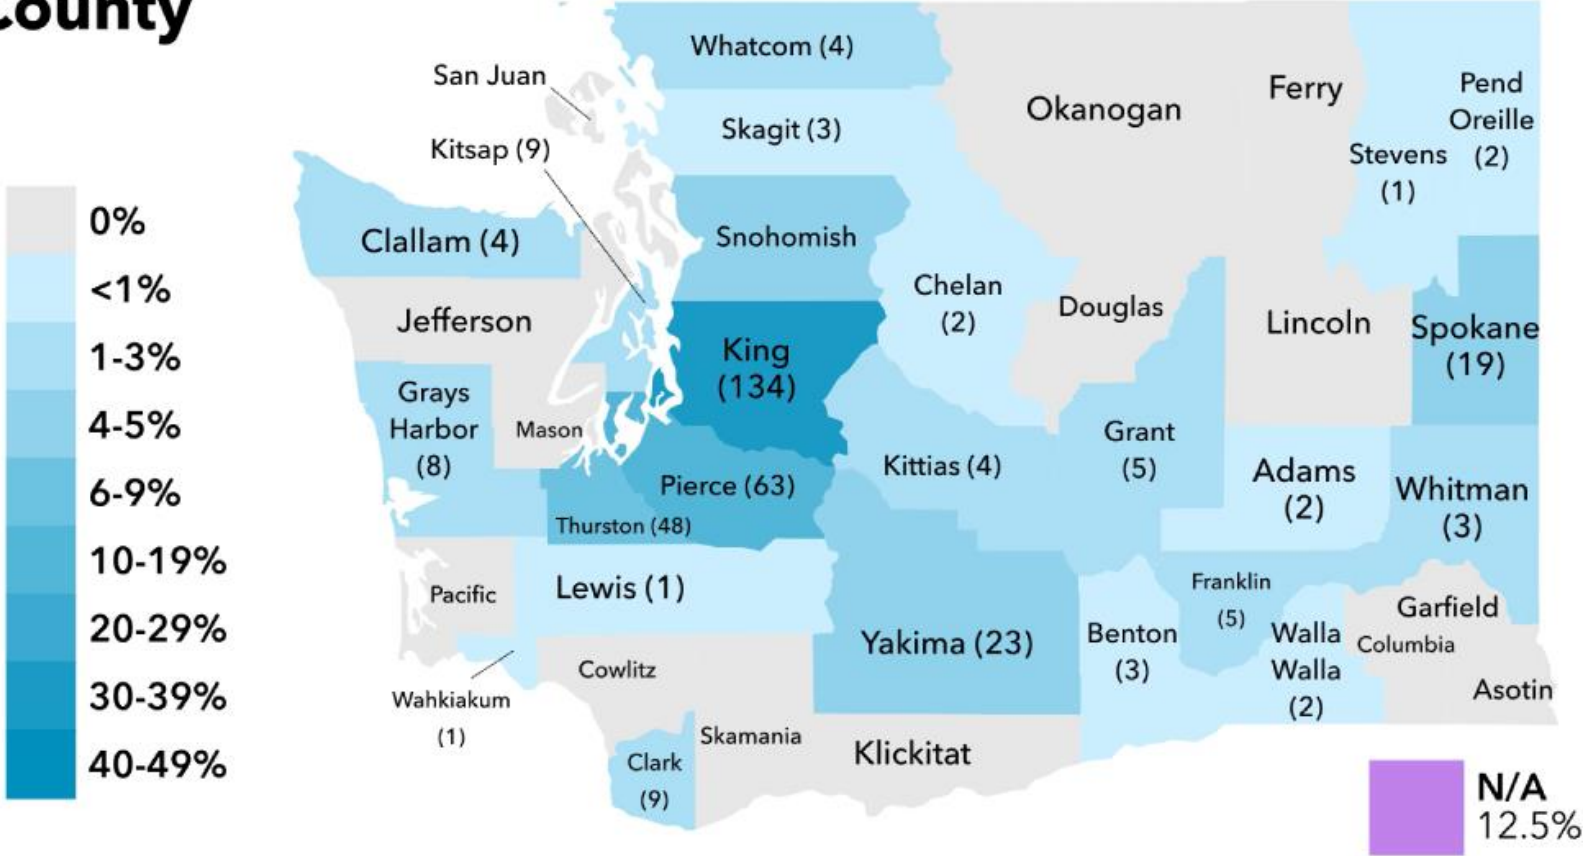 County
San Juan
Kitsap (9)
Whatcom (4)
Skagit (3)
Snohomish
Okanogan
Ferry
Pend
Oreille
(2)
Stevens
(1)
0%
<1%
1-3%
4-5%
6-9%
10-19%
20-29%
30-39%
40-49%
Clallam (4)
Jefferson
Grays
Harbor
(8)
Mason
King
(134)
Chelan
(2)
Douglas
Lincoln
Spokane
(19)
Pierce (63)
Thurston (48)
Kittias (4)
Grant
(5)
Adams
(2)
Whitman
(3)
Pacific
Lewis (1)
Yakima (23)
Benton
(3)
Franklin
(5)
Walla
Walla
(2)
Garfield
Columbia
Asotin
Wahkiakum
(1)
Cowlitz
Clark
(9)
Skamania
Klickitat
N/A
12.5%